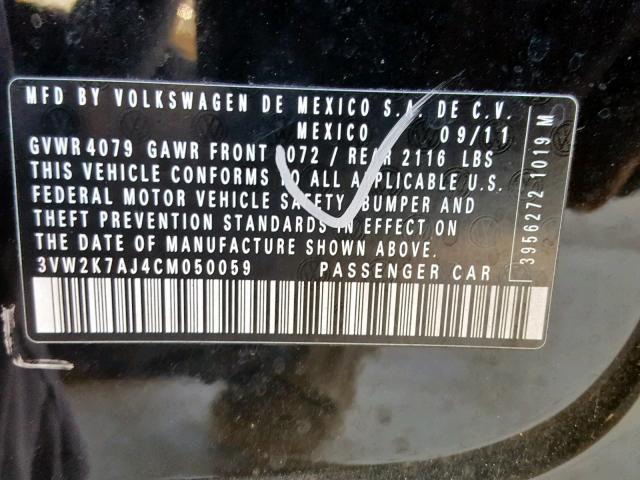 MFD BY VOLKSWAGEN DE MEXICO S.A. DE C.V.
MEXICO 09/11
GVWR 4079 GAWR FRONT 072 / REAR 2116 LBS
THIS VEHICLE CONFORMS TO ALL APPLICABLE U.S.
FEDERAL MOTOR VEHICLE SAFETY, BUMPER AND
THEFT PREVENTION STANDARDS IN EFFECT ON
THE DATE OF MANUFACTURE SHOWN ABOVE.
3VW2K7AJ4CM050059 PASSENGER CAR
3956272 1019 M